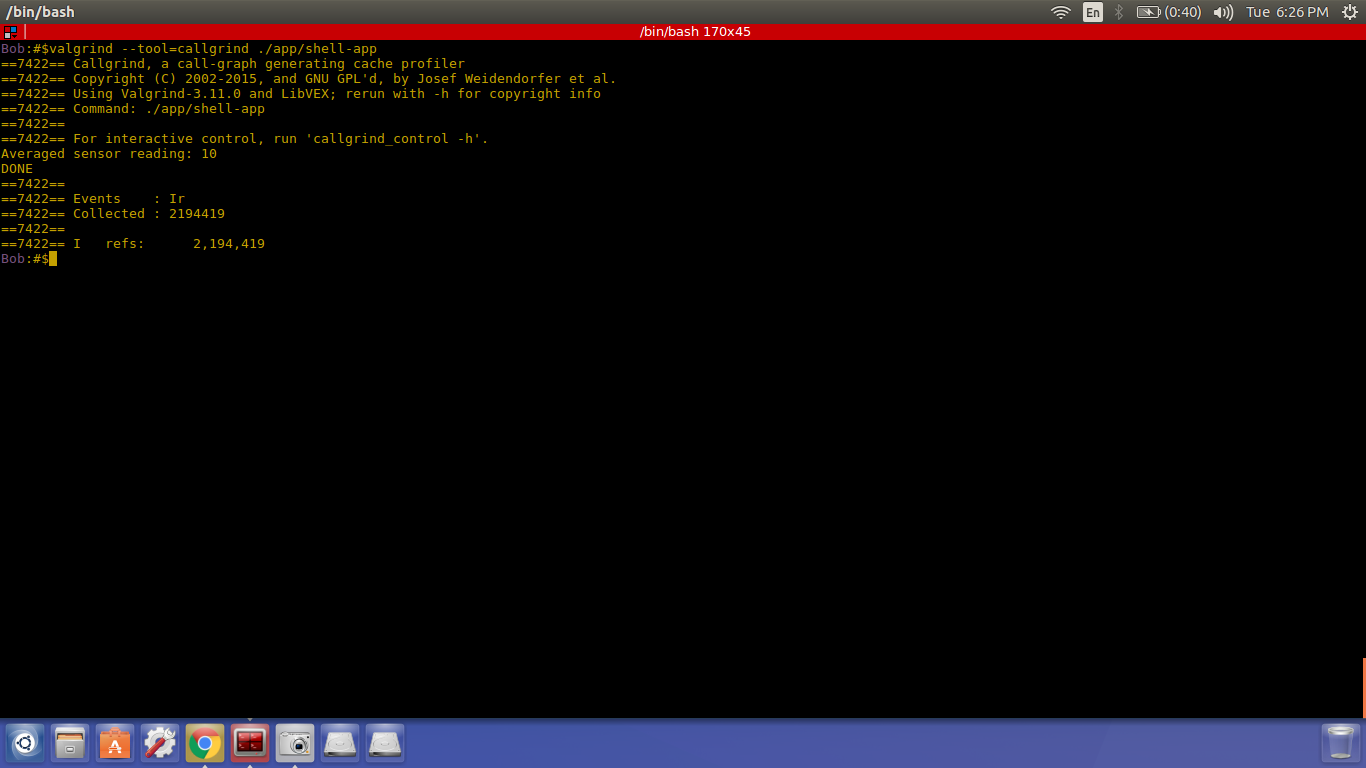 /bin/bash
En
(0:40)
Tue 6:26 PM
/bin/bash 170x45
Bob:#$valgrind --tool=callgrind ./app/shell-app
==7422== Callgrind, a call-graph generating cache profiler
==7422== Copyright (C) 2002-2015, and GNU GPL'd, by Josef Weidendorfer et al.
==7422== Using Valgrind-3.11.0 and LibVEX; rerun with -h for copyright info
==7422== Command: ./app/shell-app
==7422==
==7422== For interactive control, run 'callgrind_control -h'.
Averaged sensor reading: 10
DONE
==7422==
==7422== Events    : Ir
==7422== Collected : 2194419
==7422==
==7422== I   refs:      2,194,419
Bob:#$